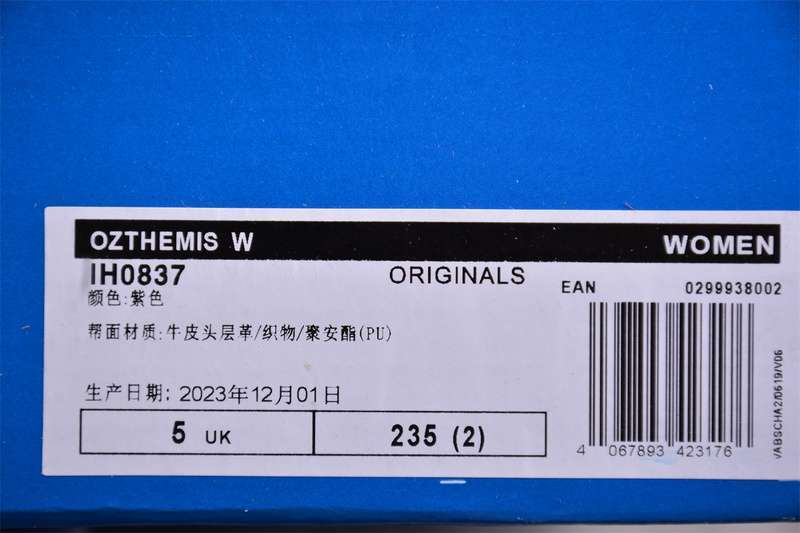 OZTHEMIS W
WOMEN
IH0837
ORIGINALS
EAN
0299938002
颜色:紫色
帮面材质:牛皮头层革/织物/聚安酯(PU)
生产日期: 2023年12月01日
5 UK
235 (2)
4 067893 423176
VABSCHA2/0619/V06